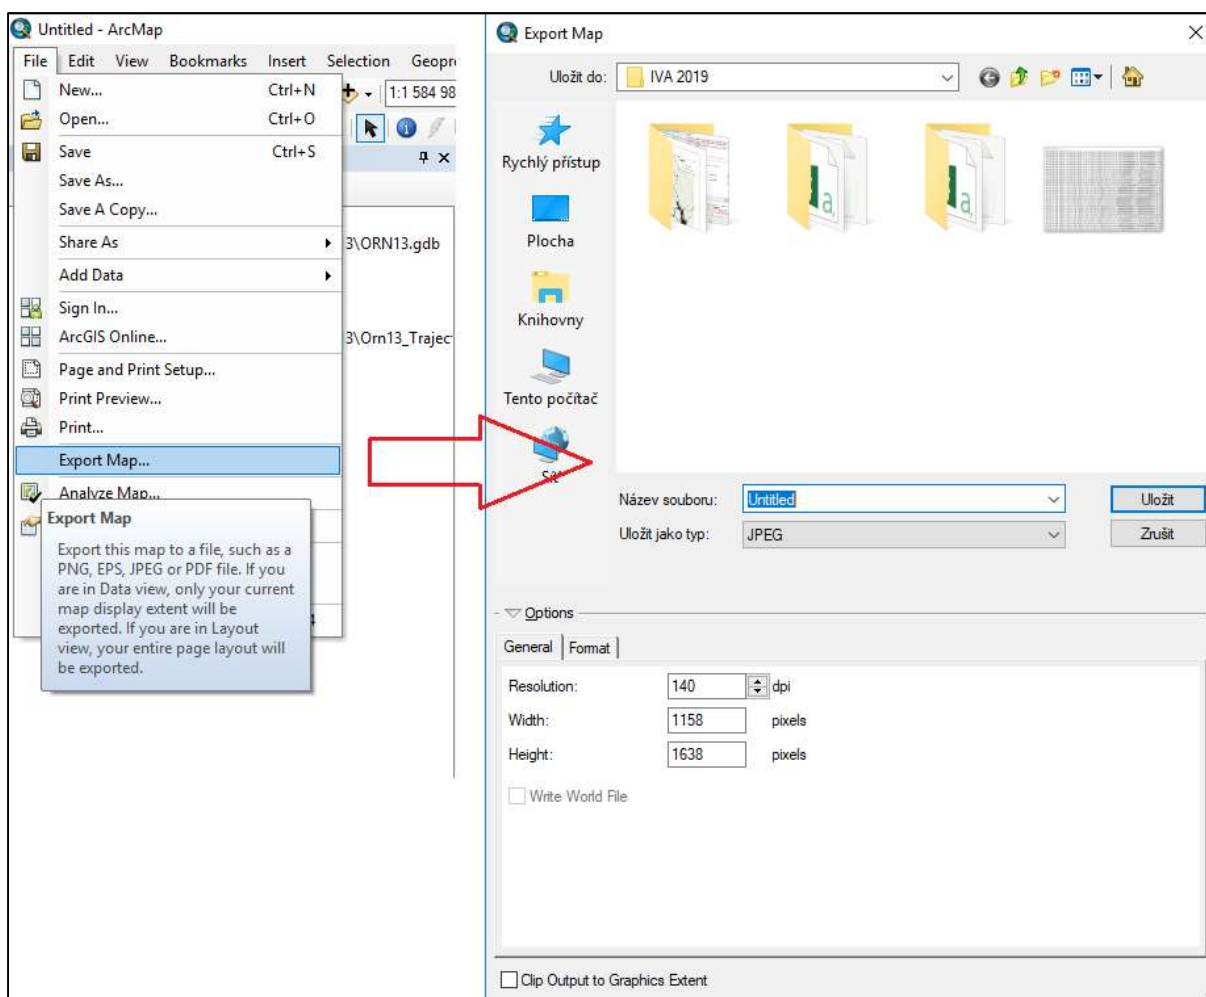 Untitled - ArcMap
File Edit View Bookmarks Insert Selection Geopr
New... Ctrl+N
1:1 584 98
Open... Ctrl+O
Save Ctrl+S
Save As...
Save A Copy...
Share As
3\ORN13.gdb
Add Data
Sign In...
ArcGIS Online...
3\Orn13_Trajec
Page and Print Setup...
Print Preview...
Print...
Export Map...
Analyze Map...
Export Map
Export this map to a file, such as a
PNG, EPS, JPEG or PDF file. If you
are in Data view, only your current
map display extent will be
exported. If you are in Layout
view, your entire page layout will
be exported.
Export Map
Uložit do: IVA 2019
Rychlý přístup
Plocha
Knihovny
Tento počítač
Síť
a,
a,
Název souboru: Untitled Uložit
Uložit jako typ: JPEG Zrušit
Options
General Format
Resolution: 140 dpi
Width: 1158 pixels
Height: 1638 pixels
Write World File
Clip Output to Graphics Extent